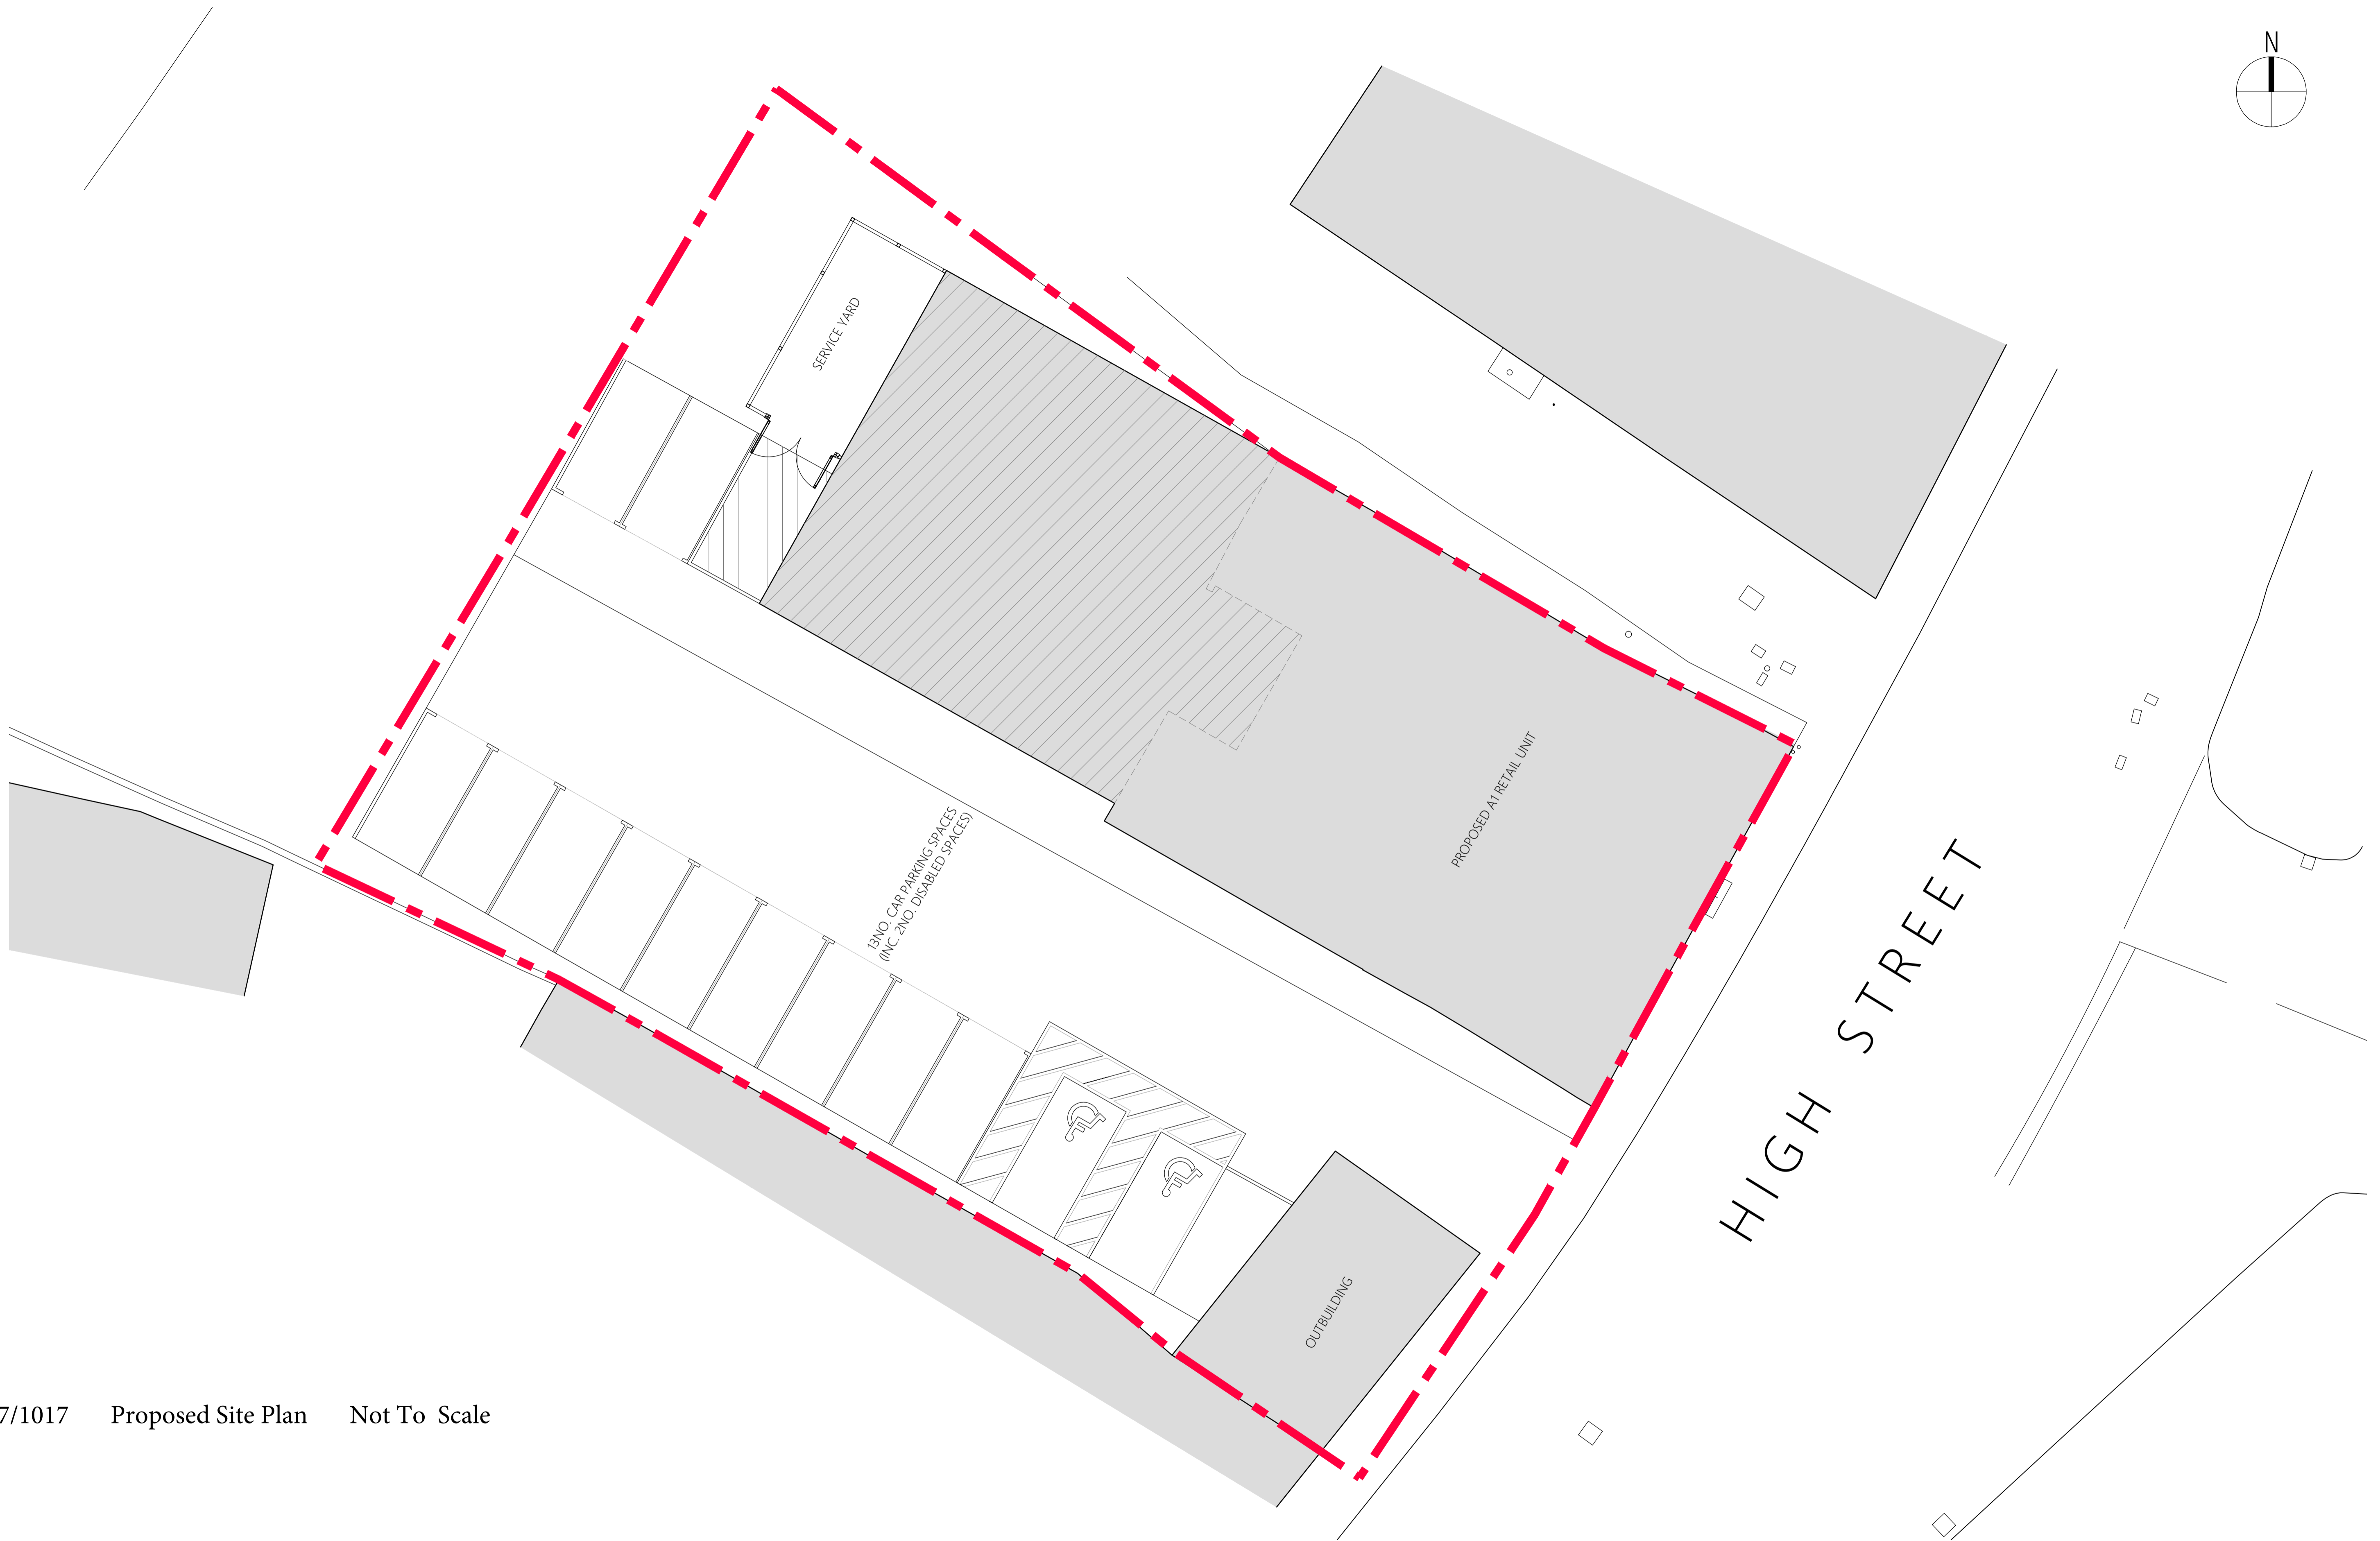 N
SERVICE YARD
PROPOSED A1 RETAIL UNIT
13NO. CAR PARKING SPACES
(INC. 2NO. DISABLED SPACES)
HIGH STREET
OUTBUILDING
7/1017 Proposed Site Plan Not To Scale